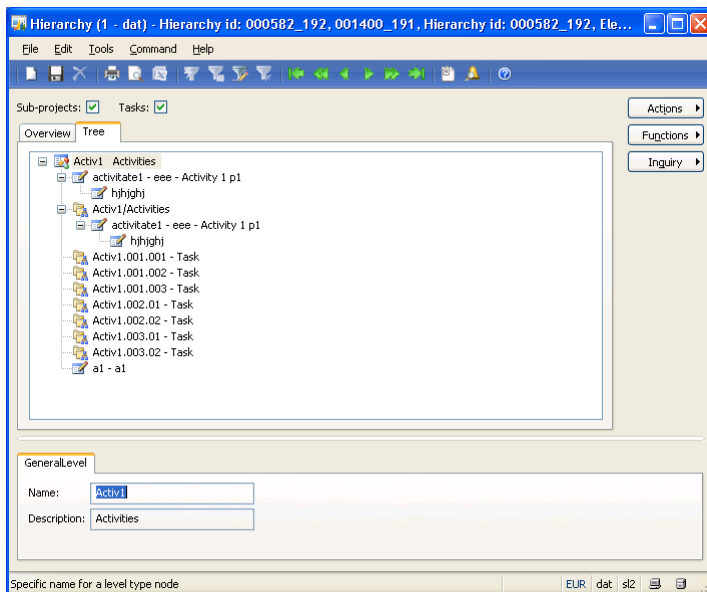 Hierarchy (1 - dat) - Hierarchy id: 000582_192, 001400_191, Hierarchy id: 000582_192, Ele...
File Edit Tools Command Help
Sub-projects: Tasks:
Actions
Overview Tree
Functions
Inquiry
Activ1 Activities
activitate1 - eee - Activity 1 p1
hjhjghj
Activ1/Activities
activitate1 - eee - Activity 1 p1
hjhjghj
Activ1.001.001 - Task
Activ1.001.002 - Task
Activ1.001.003 - Task
Activ1.002.01 - Task
Activ1.002.02 - Task
Activ1.003.01 - Task
Activ1.003.02 - Task
a1 - a1
GeneralLevel
Name: Activ1
Description: Activities
Specific name for a level type node EUR dat sl2